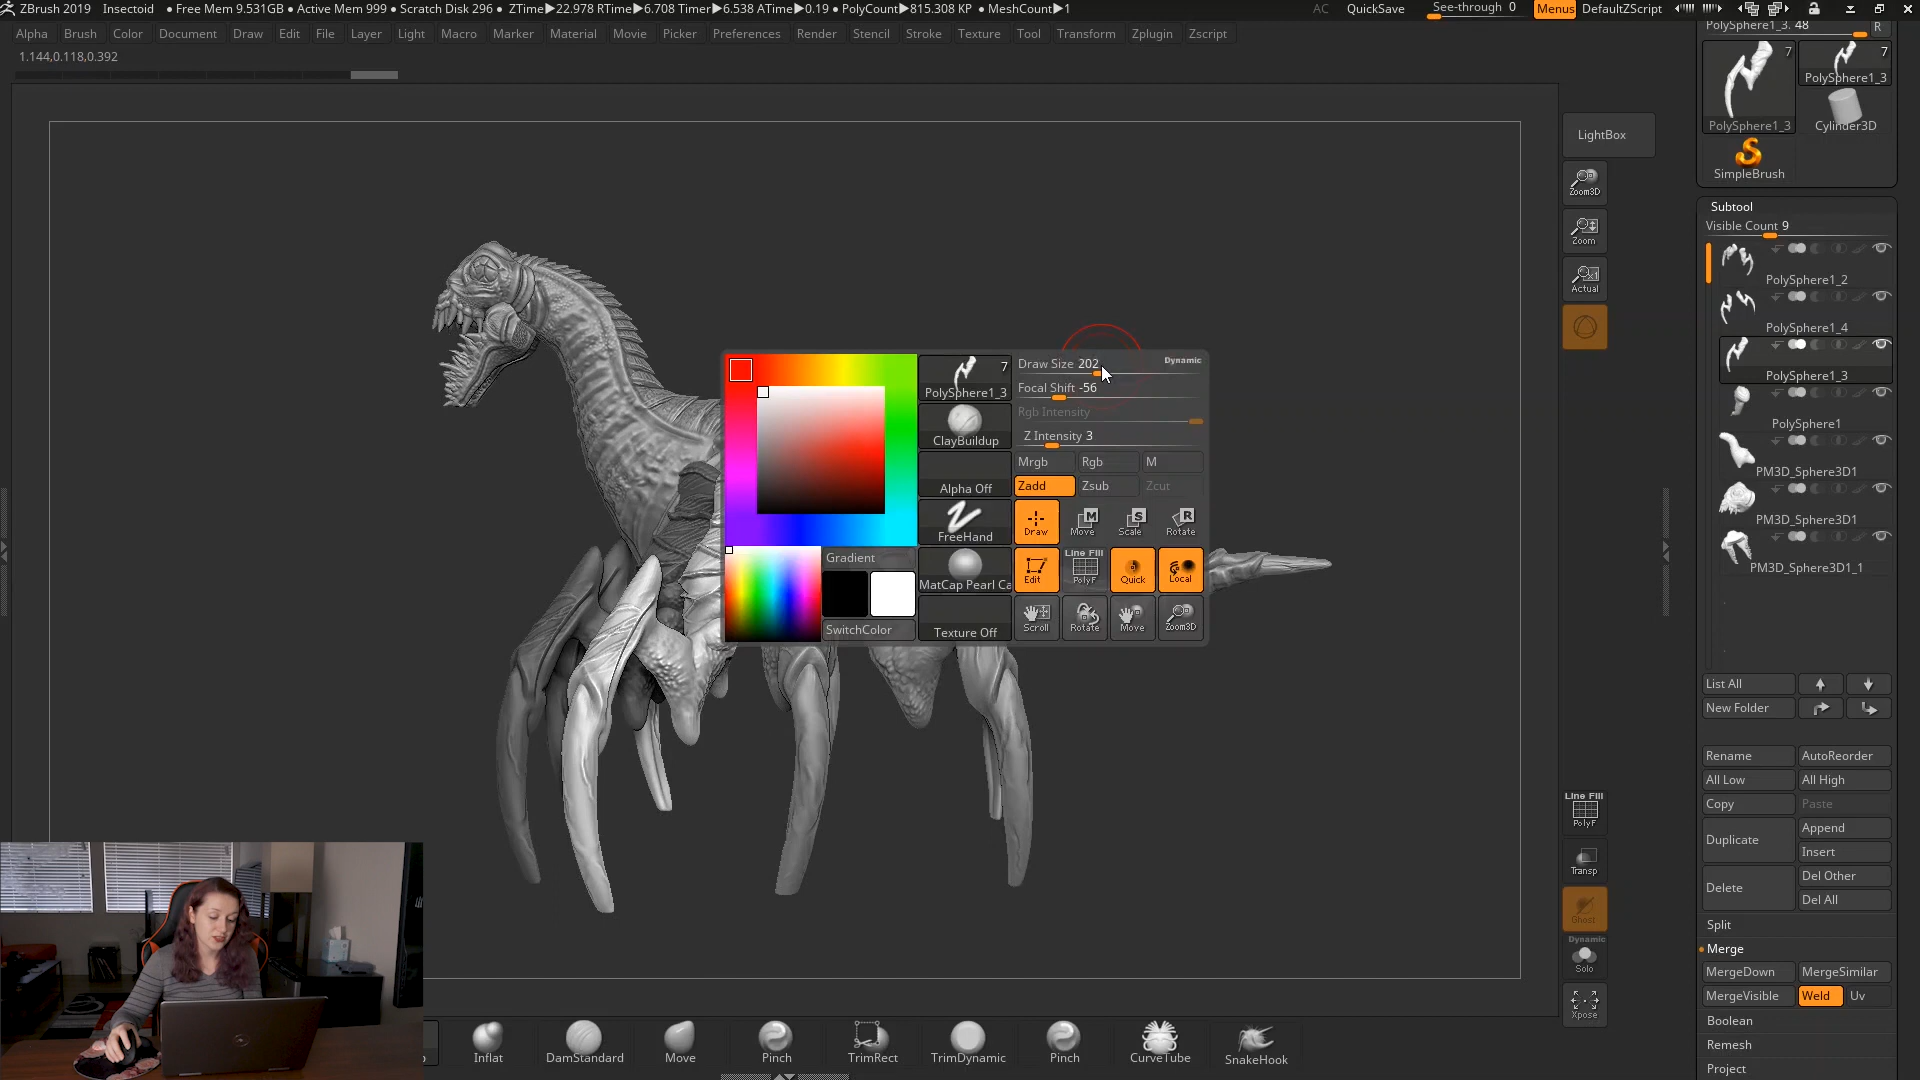 ZBrush 2019 Insectoid • Free Mem 9.531GB • Active Mem 999 • Scratch Disk 296 • ZTime▶22.978 RTime▶6.708 Timer▶6.538 ATime▶0.19 • PolyCount▶815.308 KP • MeshCount▶1 AC QuickSave See-through 0 Menus DefaultZScript
Alpha Brush Color Document Draw Edit File Layer Light Macro Marker Material Movie Picker Preferences Render Stencil Stroke Texture Tool Transform Zplugin Zscript
1.144,0.118,0.392
PolySphere1_3. 48 R
7
PolySphere1_3
7
PolySphere1_3
Cylinder3D
SimpleBrush
LightBox
Zoom3D
Zoom
Actual
Subtool
Visible Count 9
PolySphere1_2
PolySphere1_4
PolySphere1_3
PolySphere1
PM3D_Sphere3D1
PM3D_Sphere3D1
PM3D_Sphere3D1_1
List All
New Folder
Rename AutoReorder
All Low All High
Copy Paste
Duplicate Append
Insert
Delete Del Other
Del All
Split
Merge
MergeDown MergeSimilar
MergeVisible Weld Uv
Boolean
Remesh
Project
Gradient
SwitchColor
7
PolySphere1_3
ClayBuildup
Alpha Off
FreeHand
MatCap Pearl Ca
Texture Off
Draw Size 202 Dynamic
Focal Shift -56
Rgb Intensity
Z Intensity 3
Mrgb Rgb M
Zadd Zsub Zcut
Draw Move Scale Rotate
M S R
Edit Line Fill PolyF Quick Local
Scroll Rotate Move Zoom3D
Line Fill
PolyF
Transp
Ghost
Dynamic
Solo
Xpose
Inflat DamStandard Move Pinch TrimRect TrimDynamic Pinch CurveTube SnakeHook